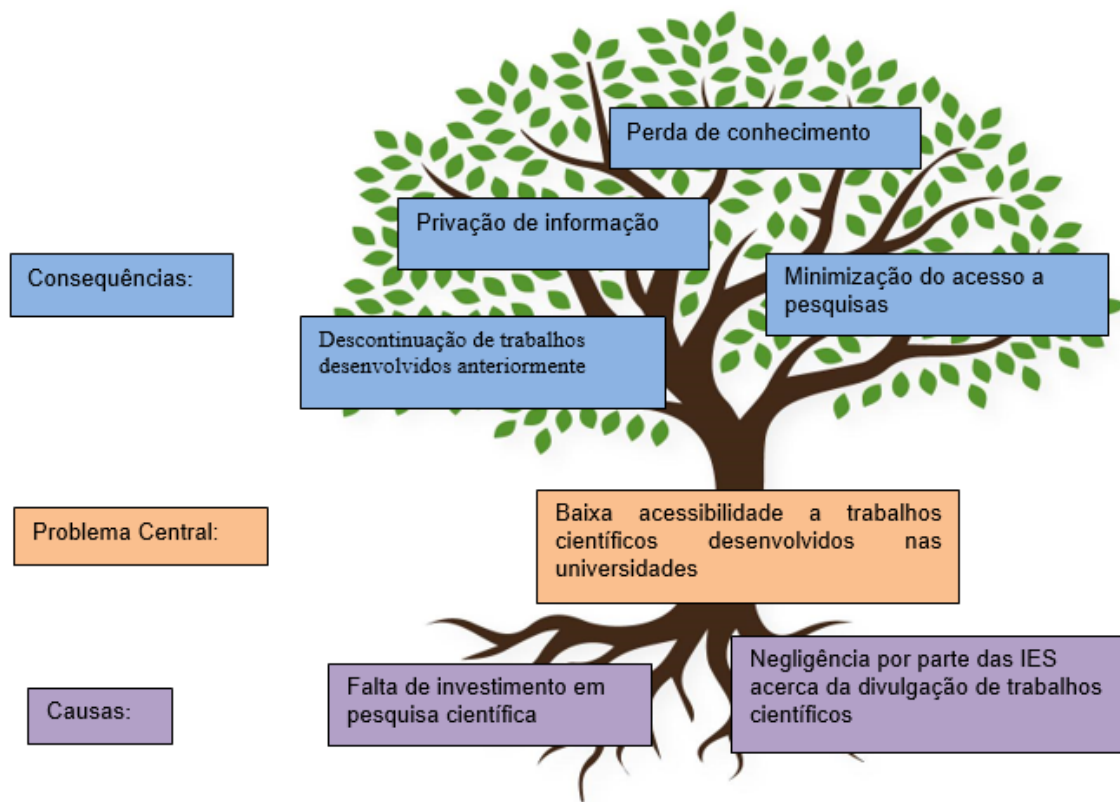 Perda de conhecimento
Privação de informação
Consequências:
Minimização do acesso a
pesquisas
Descontinuação de trabalhos
desenvolvidos anteriormente
Problema Central:
Baixa acessibilidade a trabalhos
científicos desenvolvidos nas
universidades
Causas:
Falta de investimento em
pesquisa científica
Negligência por parte das IES
acerca da divulgação de trabalhos
científicos